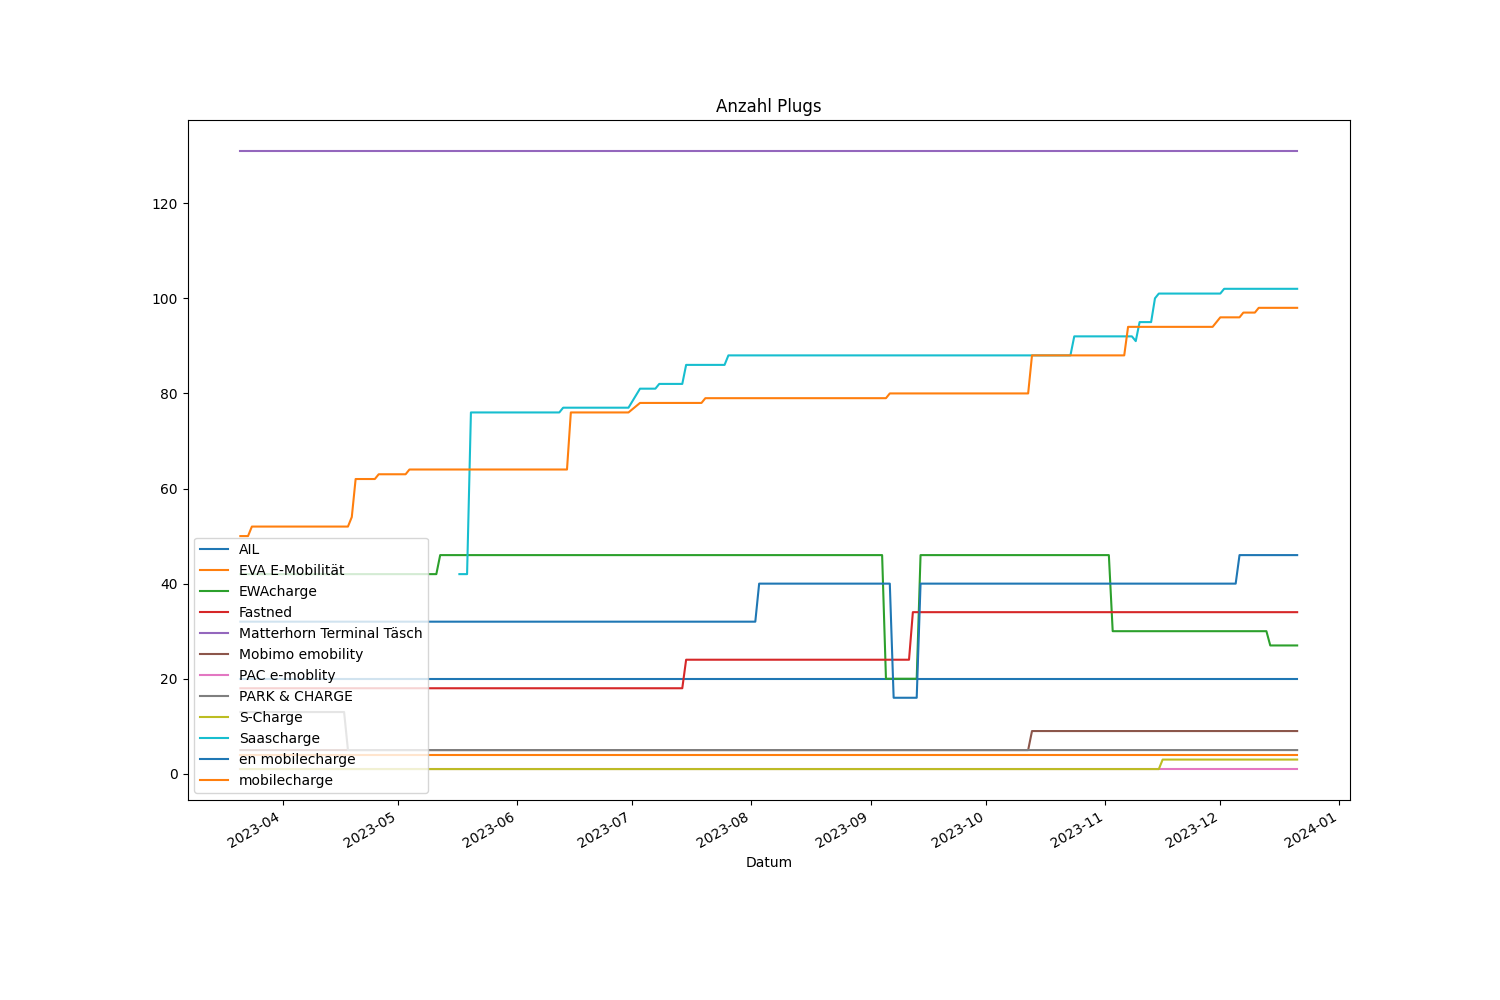 Anzahl Plugs
120
100
80
60
40
20
0
AIL
EVA E-Mobilität
EWAcharge
Fastned
Matterhorn Terminal Täsch
Mobimo emobility
PAC e-moblity
PARK & CHARGE
S-Charge
Saascharge
en mobilecharge
mobilecharge
2023-04
2023-05
2023-06
2023-07
2023-08
2023-09
2023-10
2023-11
2023-12
2024-01
Datum